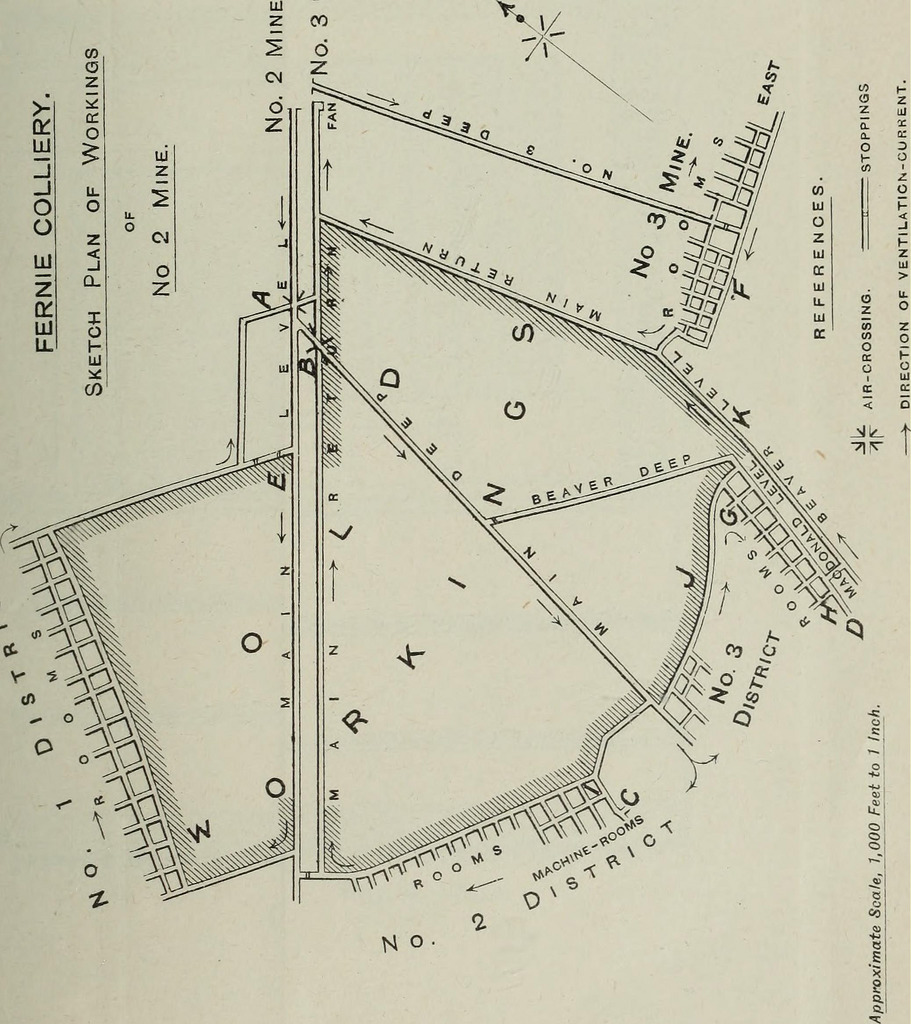 FERNIE COLLIERY.
SKETCH PLAN OF WORKINGS
OF
NO 2 MINE.
No. 2 MINE
No. 3
FAN
MAIN LEVEL
MAIN RETURN
A
B
E
OLD WORKINGS
No. 1 DISTRI
ROOMS
No. 2 DISTRICT
ROOMS
MACHINE-ROOMS
C
MAIN DEEP
D
BEAVER DEEP
MAIN RETURN
NO. 3 DEEP
No 3 MINE.
ROOMS
EAST
F
LEVEL
K
BEAVER
MACDONALD LEVEL
G
J
ROOMS
H
D
No. 3
DISTRICT
REFERENCES.
AIR-CROSSING.
STOPPINGS
DIRECTION OF VENTILATION-CURRENT.
Approximate Scale, 1,000 Feet to 1 Inch.